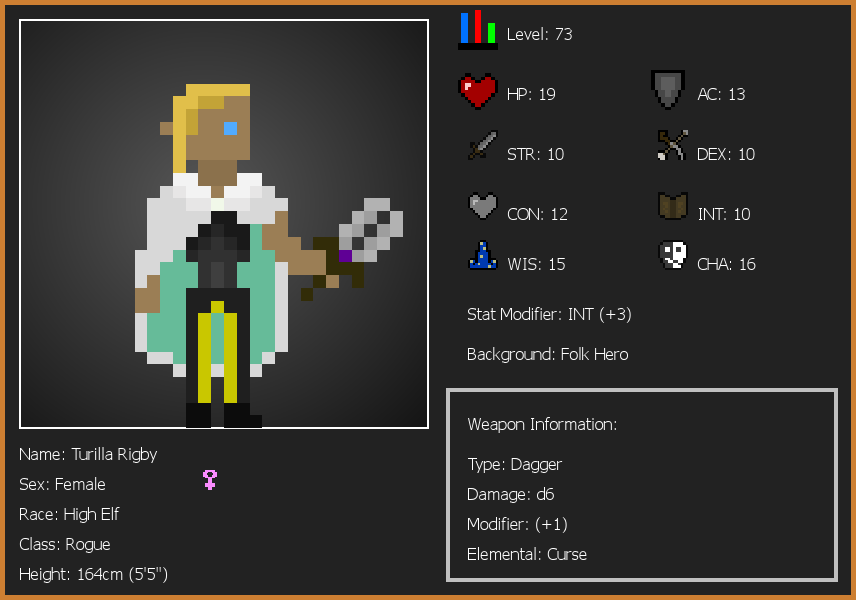 Level: 73
HP: 19
AC: 13
STR: 10
DEX: 10
CON: 12
INT: 10
WIS: 15
CHA: 16
Stat Modifier: INT (+3)
Background: Folk Hero
Weapon Information:
Type: Dagger
Damage: d6
Modifier: (+1)
Elemental: Curse
Name: Turilla Rigby
Sex: Female
Race: High Elf
Class: Rogue
Height: 164cm (5'5")